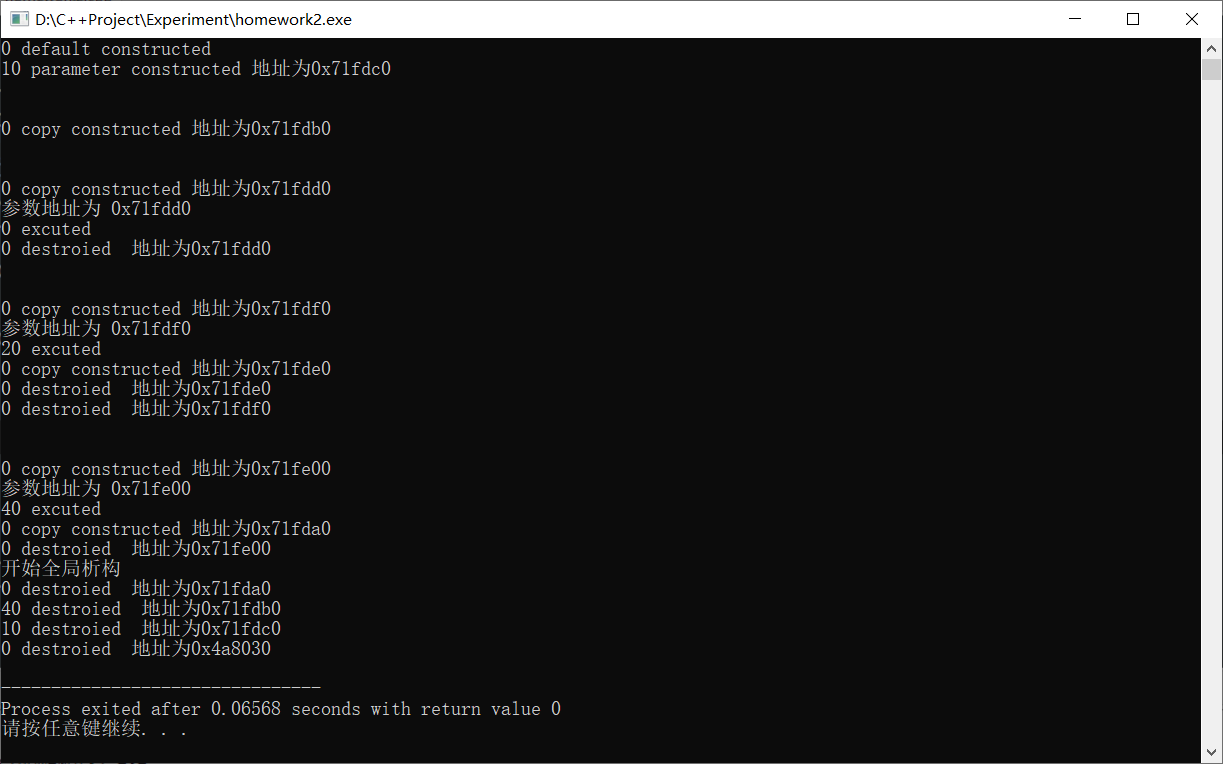 D:\C++Project\Experiment\homework2.exe
0 default constructed
10 parameter constructed 地址为0x71fdc0
0 copy constructed 地址为0x71fdb0
0 copy constructed 地址为0x71fdd0
参数地址为 0x71fdd0
0 excuted
0 destroied  地址为0x71fdd0
0 copy constructed 地址为0x71fdf0
参数地址为 0x71fdf0
20 excuted
0 copy constructed 地址为0x71fde0
0 destroied  地址为0x71fde0
0 destroied  地址为0x71fdf0
0 copy constructed 地址为0x71fe00
参数地址为 0x71fe00
40 excuted
0 copy constructed 地址为0x71fda0
0 destroied  地址为0x71fe00
开始全局析构
0 destroied  地址为0x71fda0
40 destroied  地址为0x71fdb0
10 destroied  地址为0x71fdc0
0 destroied  地址为0x4a8030
--------------------------------
Process exited after 0.06568 seconds with return value 0
请按任意键继续. . .